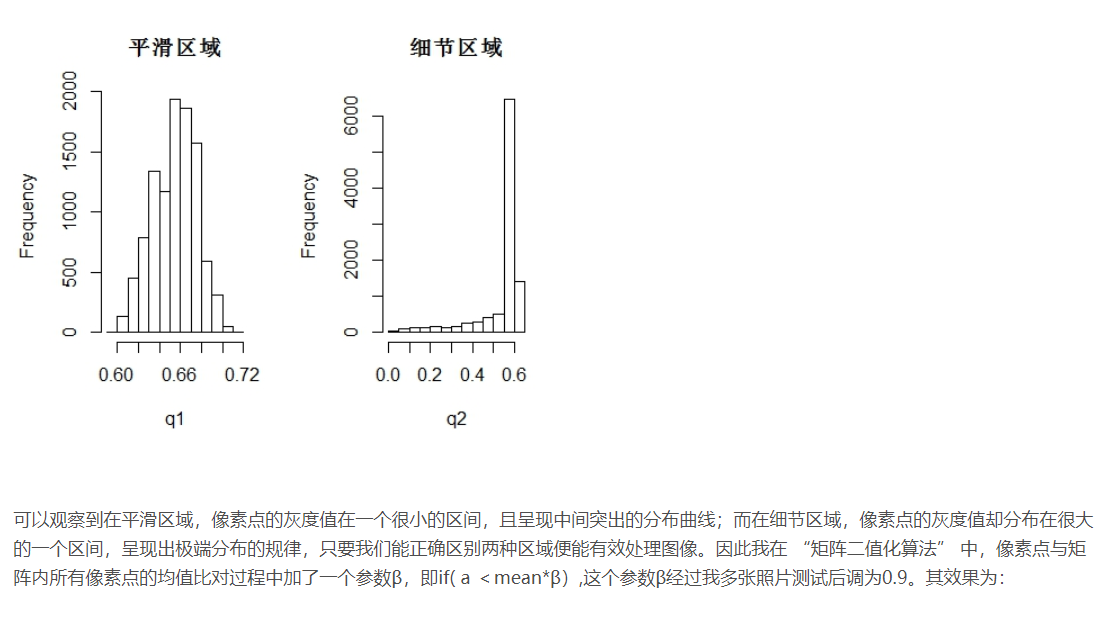 平滑区域
细节区域
Frequency
0
500
1000
1500
2000
0.60
0.66
0.72
q1
Frequency
0
2000
4000
6000
0.0
0.2
0.4
0.6
q2
可以观察到在平滑区域，像素点的灰度值在一个很小的区间，且呈现中间突出的分布曲线；而在细节区域，像素点的灰度值却分布在很大
的一个区间，呈现出极端分布的规律，只要我们能正确区别两种区域便能有效处理图像。因此我在 “矩阵二值化算法” 中，像素点与矩
阵内所有像素点的均值比对过程中加了一个参数β，即if( a ＜mean*β）,这个参数β经过我多张照片测试后调为0.9。其效果为：